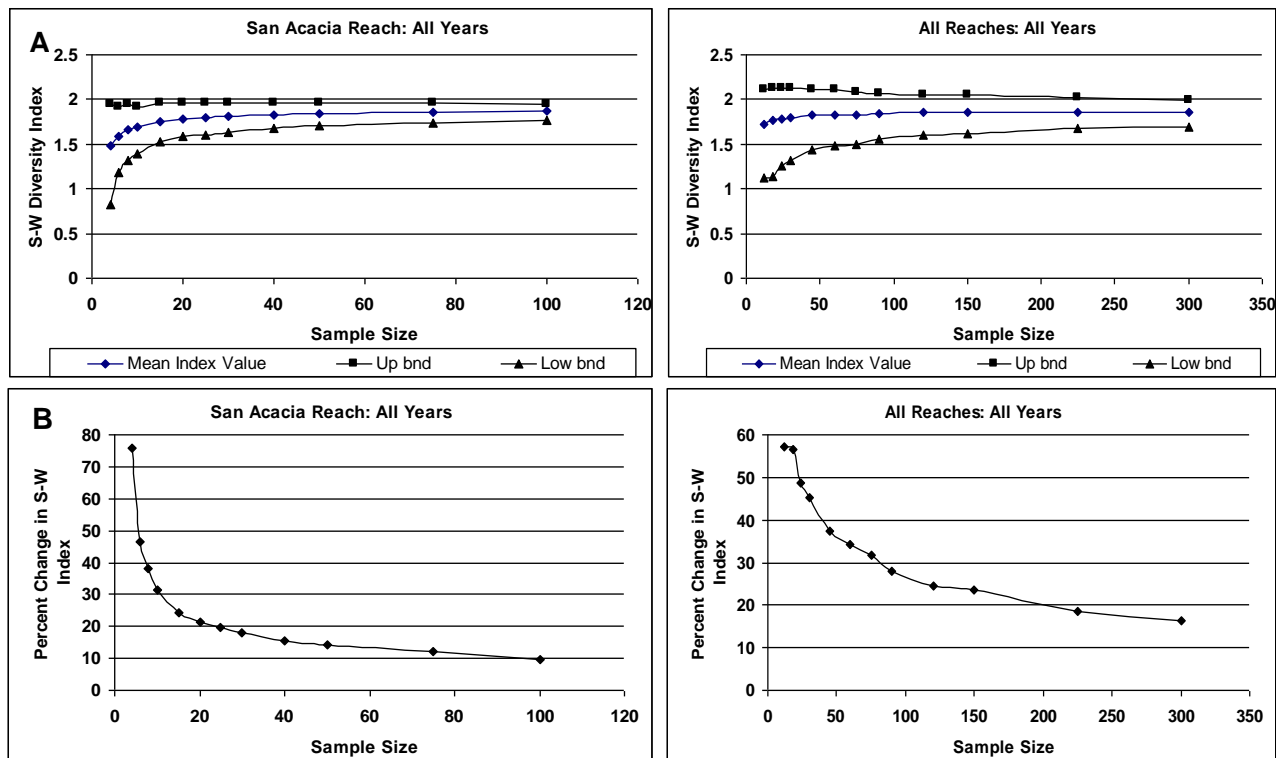 A
San Acacia Reach: All Years
S-W Diversity Index
2.5
2
1.5
1
0.5
0
0 20 40 60 80 100 120
Sample Size
Mean Index Value Up bnd Low bnd
All Reaches: All Years
S-W Diversity Index
2.5
2
1.5
1
0.5
0
0 50 100 150 200 250 300 350
Sample Size
Mean Index Value Up bnd Low bnd
B
San Acacia Reach: All Years
Percent Change in S-W
Index
80
70
60
50
40
30
20
10
0
0 20 40 60 80 100 120
Sample Size
All Reaches: All Years
Percent Change in S-W
Index
60
50
40
30
20
10
0
0 50 100 150 200 250 300 350
Sample Size